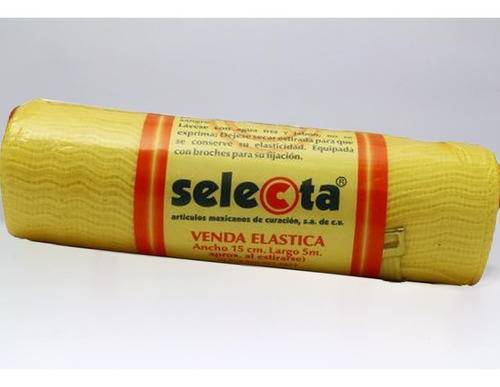 sangre.
Lávese con agua fría y jabón, no se
exprima; Déjese secar estirada para que
se conserve su elasticidad. Equipada
con broches para su fijación.
selecta®
artículos mexicanos de curación, s.a. de c.v.
VENDA ELASTICA
Ancho 15 cm. Largo 5m.
aprox. al estirarse)